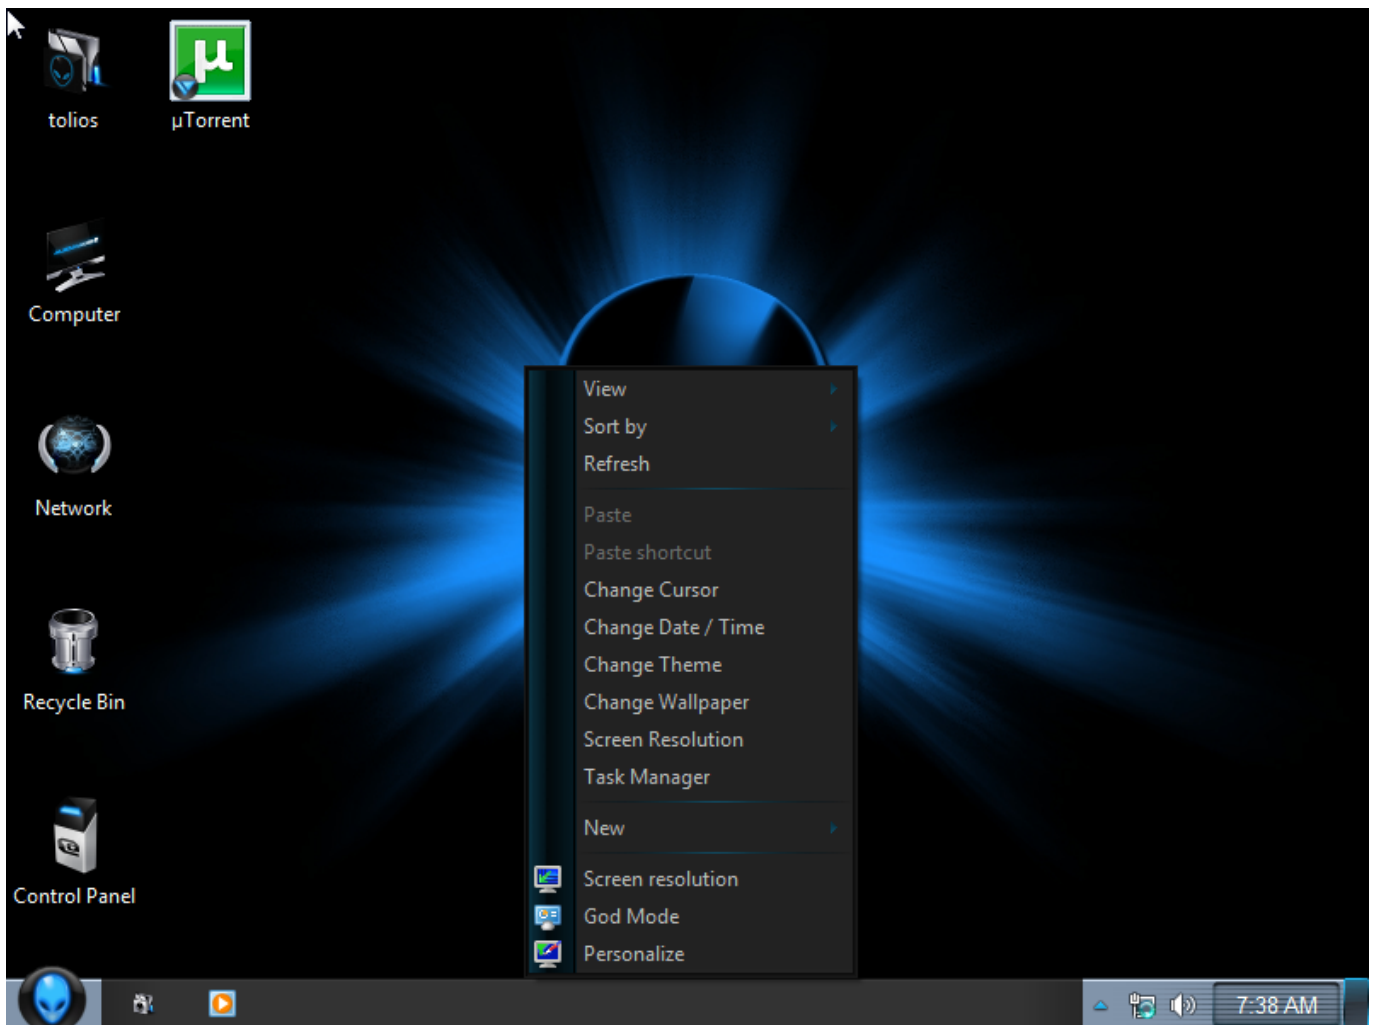 tolios
µTorrent
Computer
Network
Recycle Bin
Control Panel
View
Sort by
Refresh
Paste
Paste shortcut
Change Cursor
Change Date / Time
Change Theme
Change Wallpaper
Screen Resolution
Task Manager
New
Screen resolution
God Mode
Personalize
7:38 AM